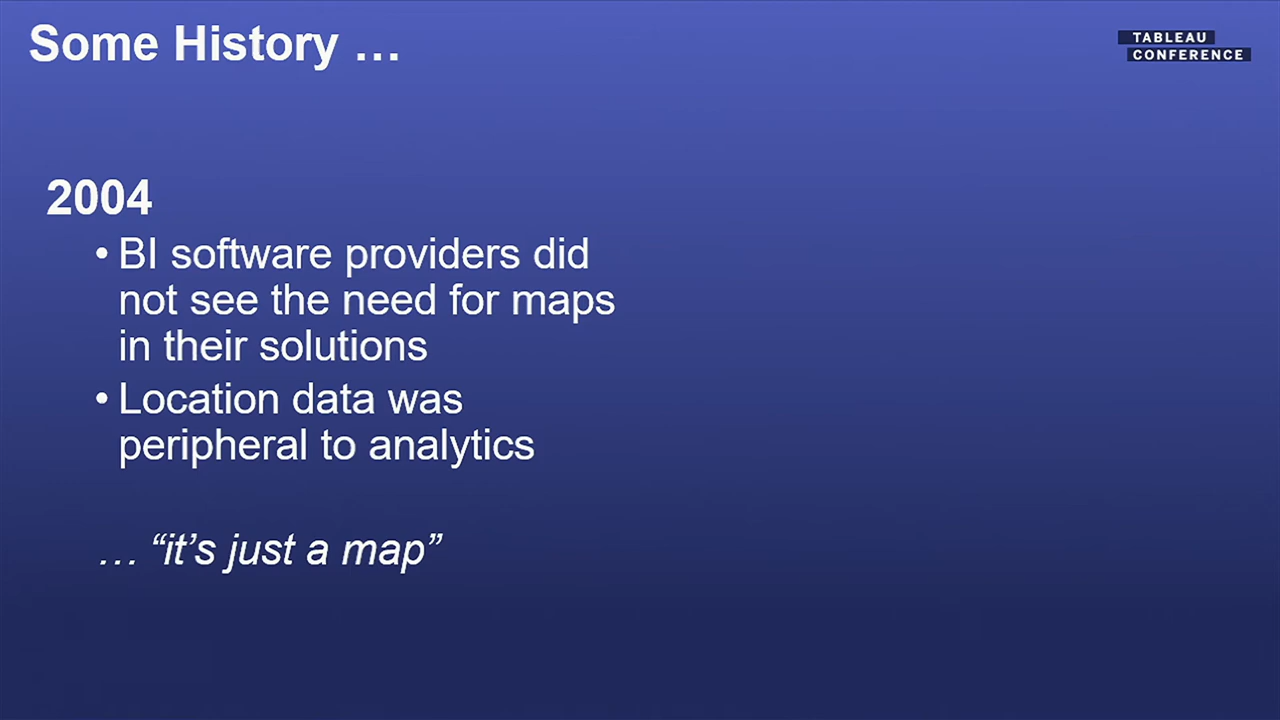 Some History …
TABLEAU
CONFERENCE
2004
• BI software providers did
not see the need for maps
in their solutions
• Location data was
peripheral to analytics
… “it’s just a map”